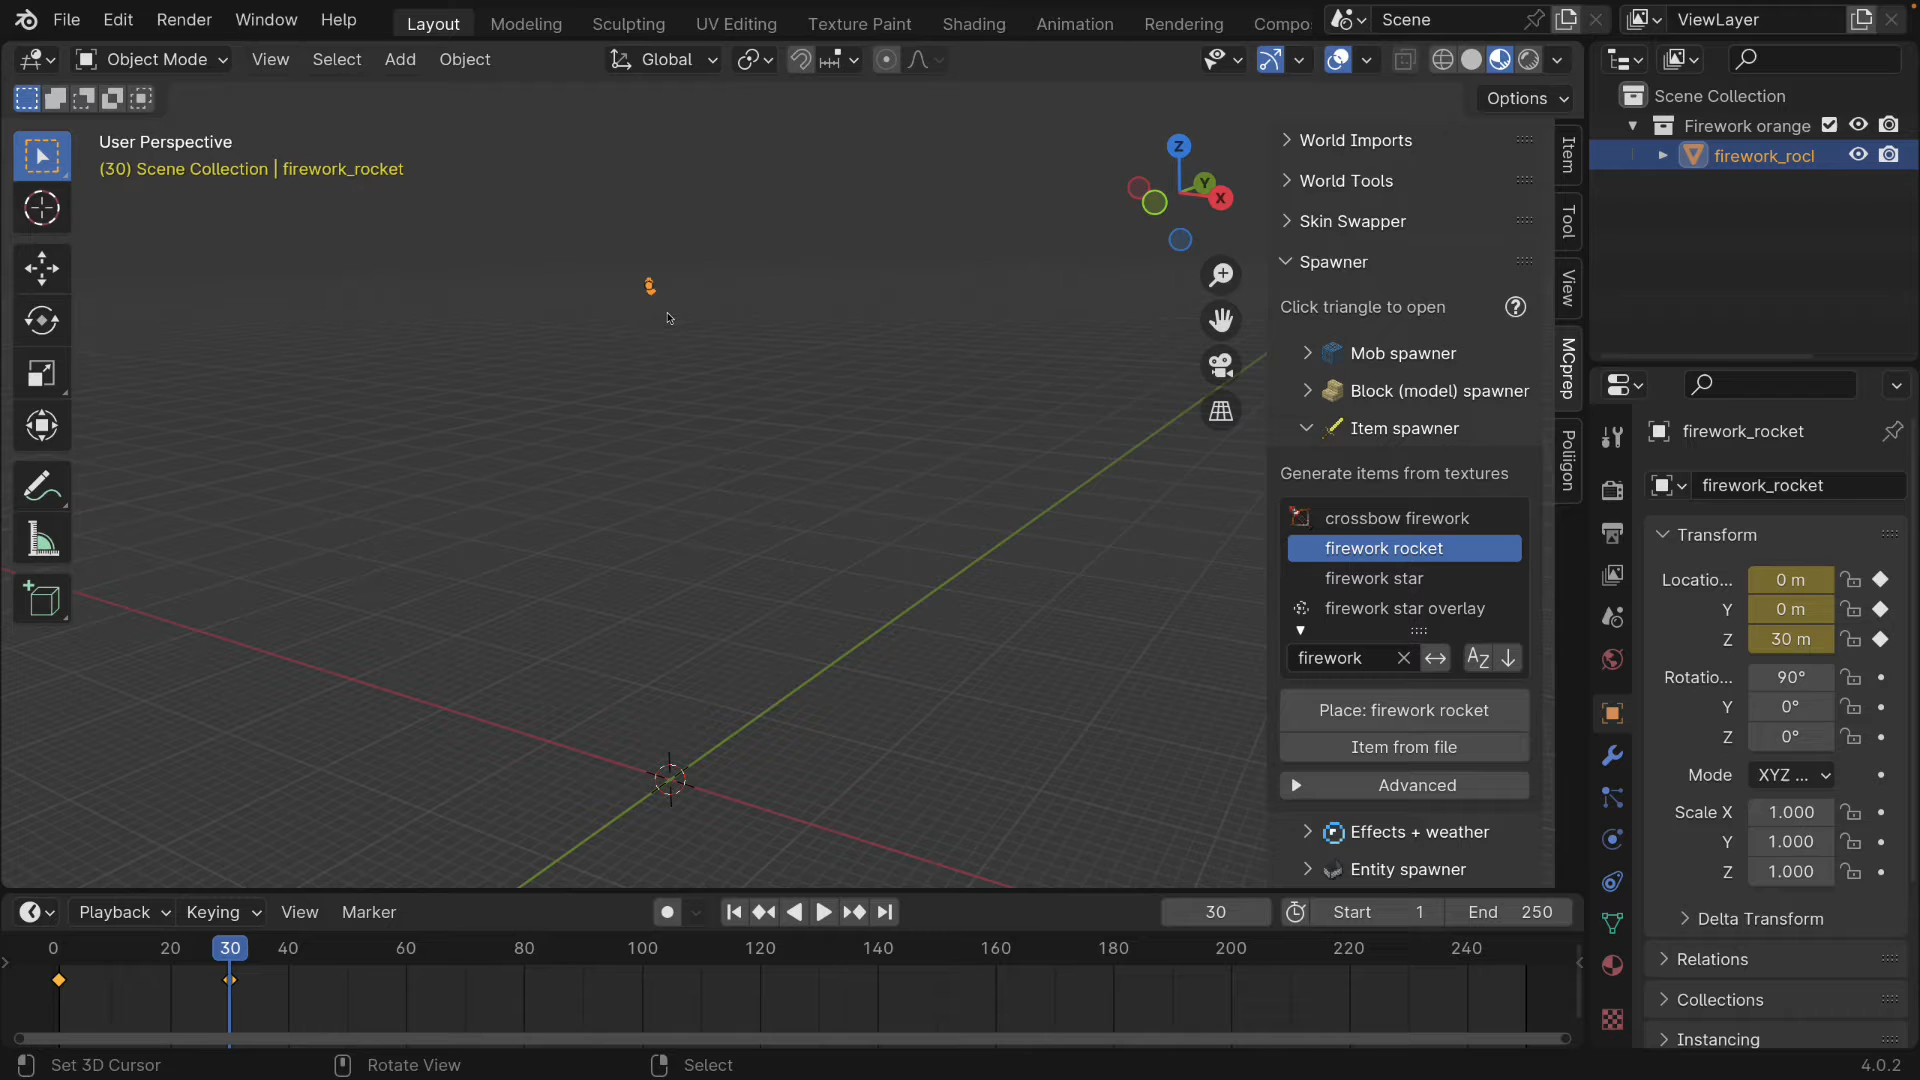 File Edit Render Window Help Layout Modeling Sculpting UV Editing Texture Paint Shading Animation Rendering Compo Scene ViewLayer
Object Mode View Select Add Object Global
Options
User Perspective
(30) Scene Collection | firework_rocket
Z
Y
X
World Imports
World Tools
Skin Swapper
Spawner
Click triangle to open
Mob spawner
Block (model) spawner
Item spawner
Generate items from textures
crossbow firework
firework rocket
firework star
firework star overlay
firework
AZ
Place: firework rocket
Item from file
Advanced
Effects + weather
Entity spawner
Item
Tool
View
MCprep
Poliigon
Scene Collection
Firework orange
firework_rocl
firework_rocket
firework_rocket
Transform
Locatio... 0 m
Y 0 m
Z 30 m
Rotatio... 90°
Y 0°
Z 0°
Mode XYZ ...
Scale X 1.000
Y 1.000
Z 1.000
Delta Transform
Relations
Collections
Instancing
Playback Keying View Marker 30 Start 1 End 250
0 20 30 40 60 80 100 120 140 160 180 200 220 240
Set 3D Cursor Rotate View Select 4.0.2